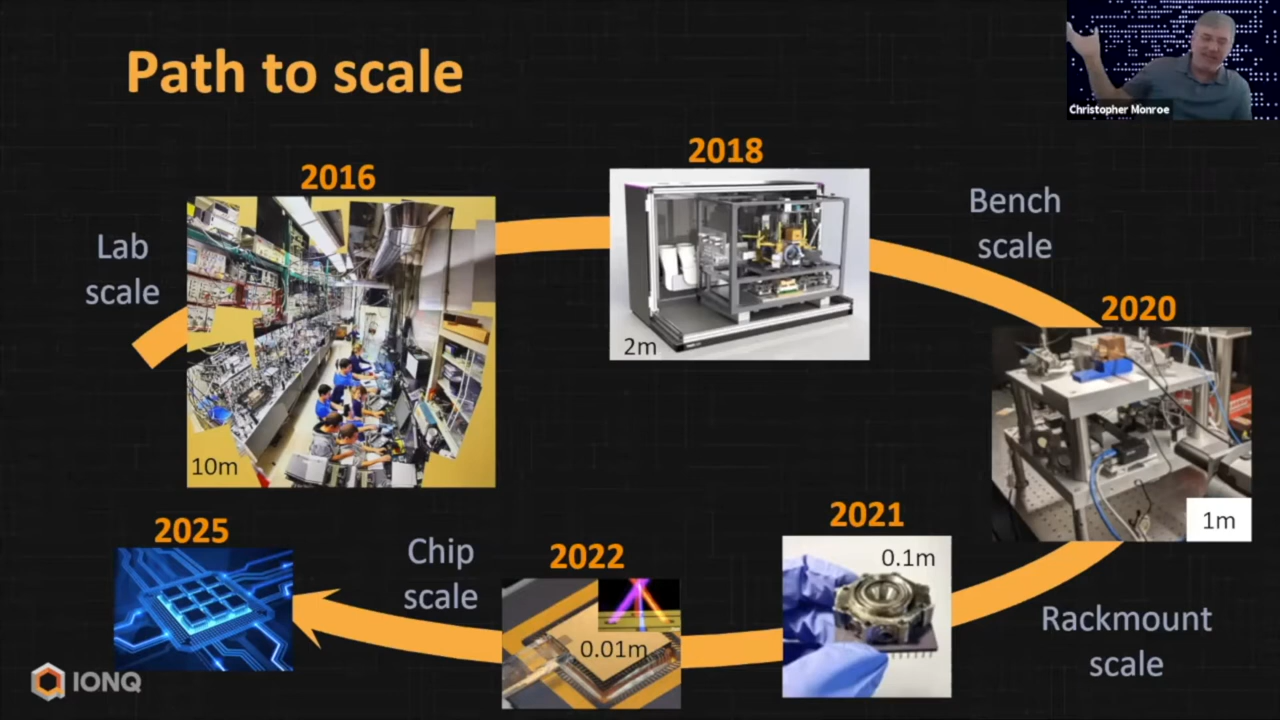 Path to scale
Christopher Monroe
2016
2018
Lab
scale
10m
2m
Bench
scale
2020
1m
2021
0.1m
Rackmount
scale
2022
0.01m
Chip
scale
2025
IONQ